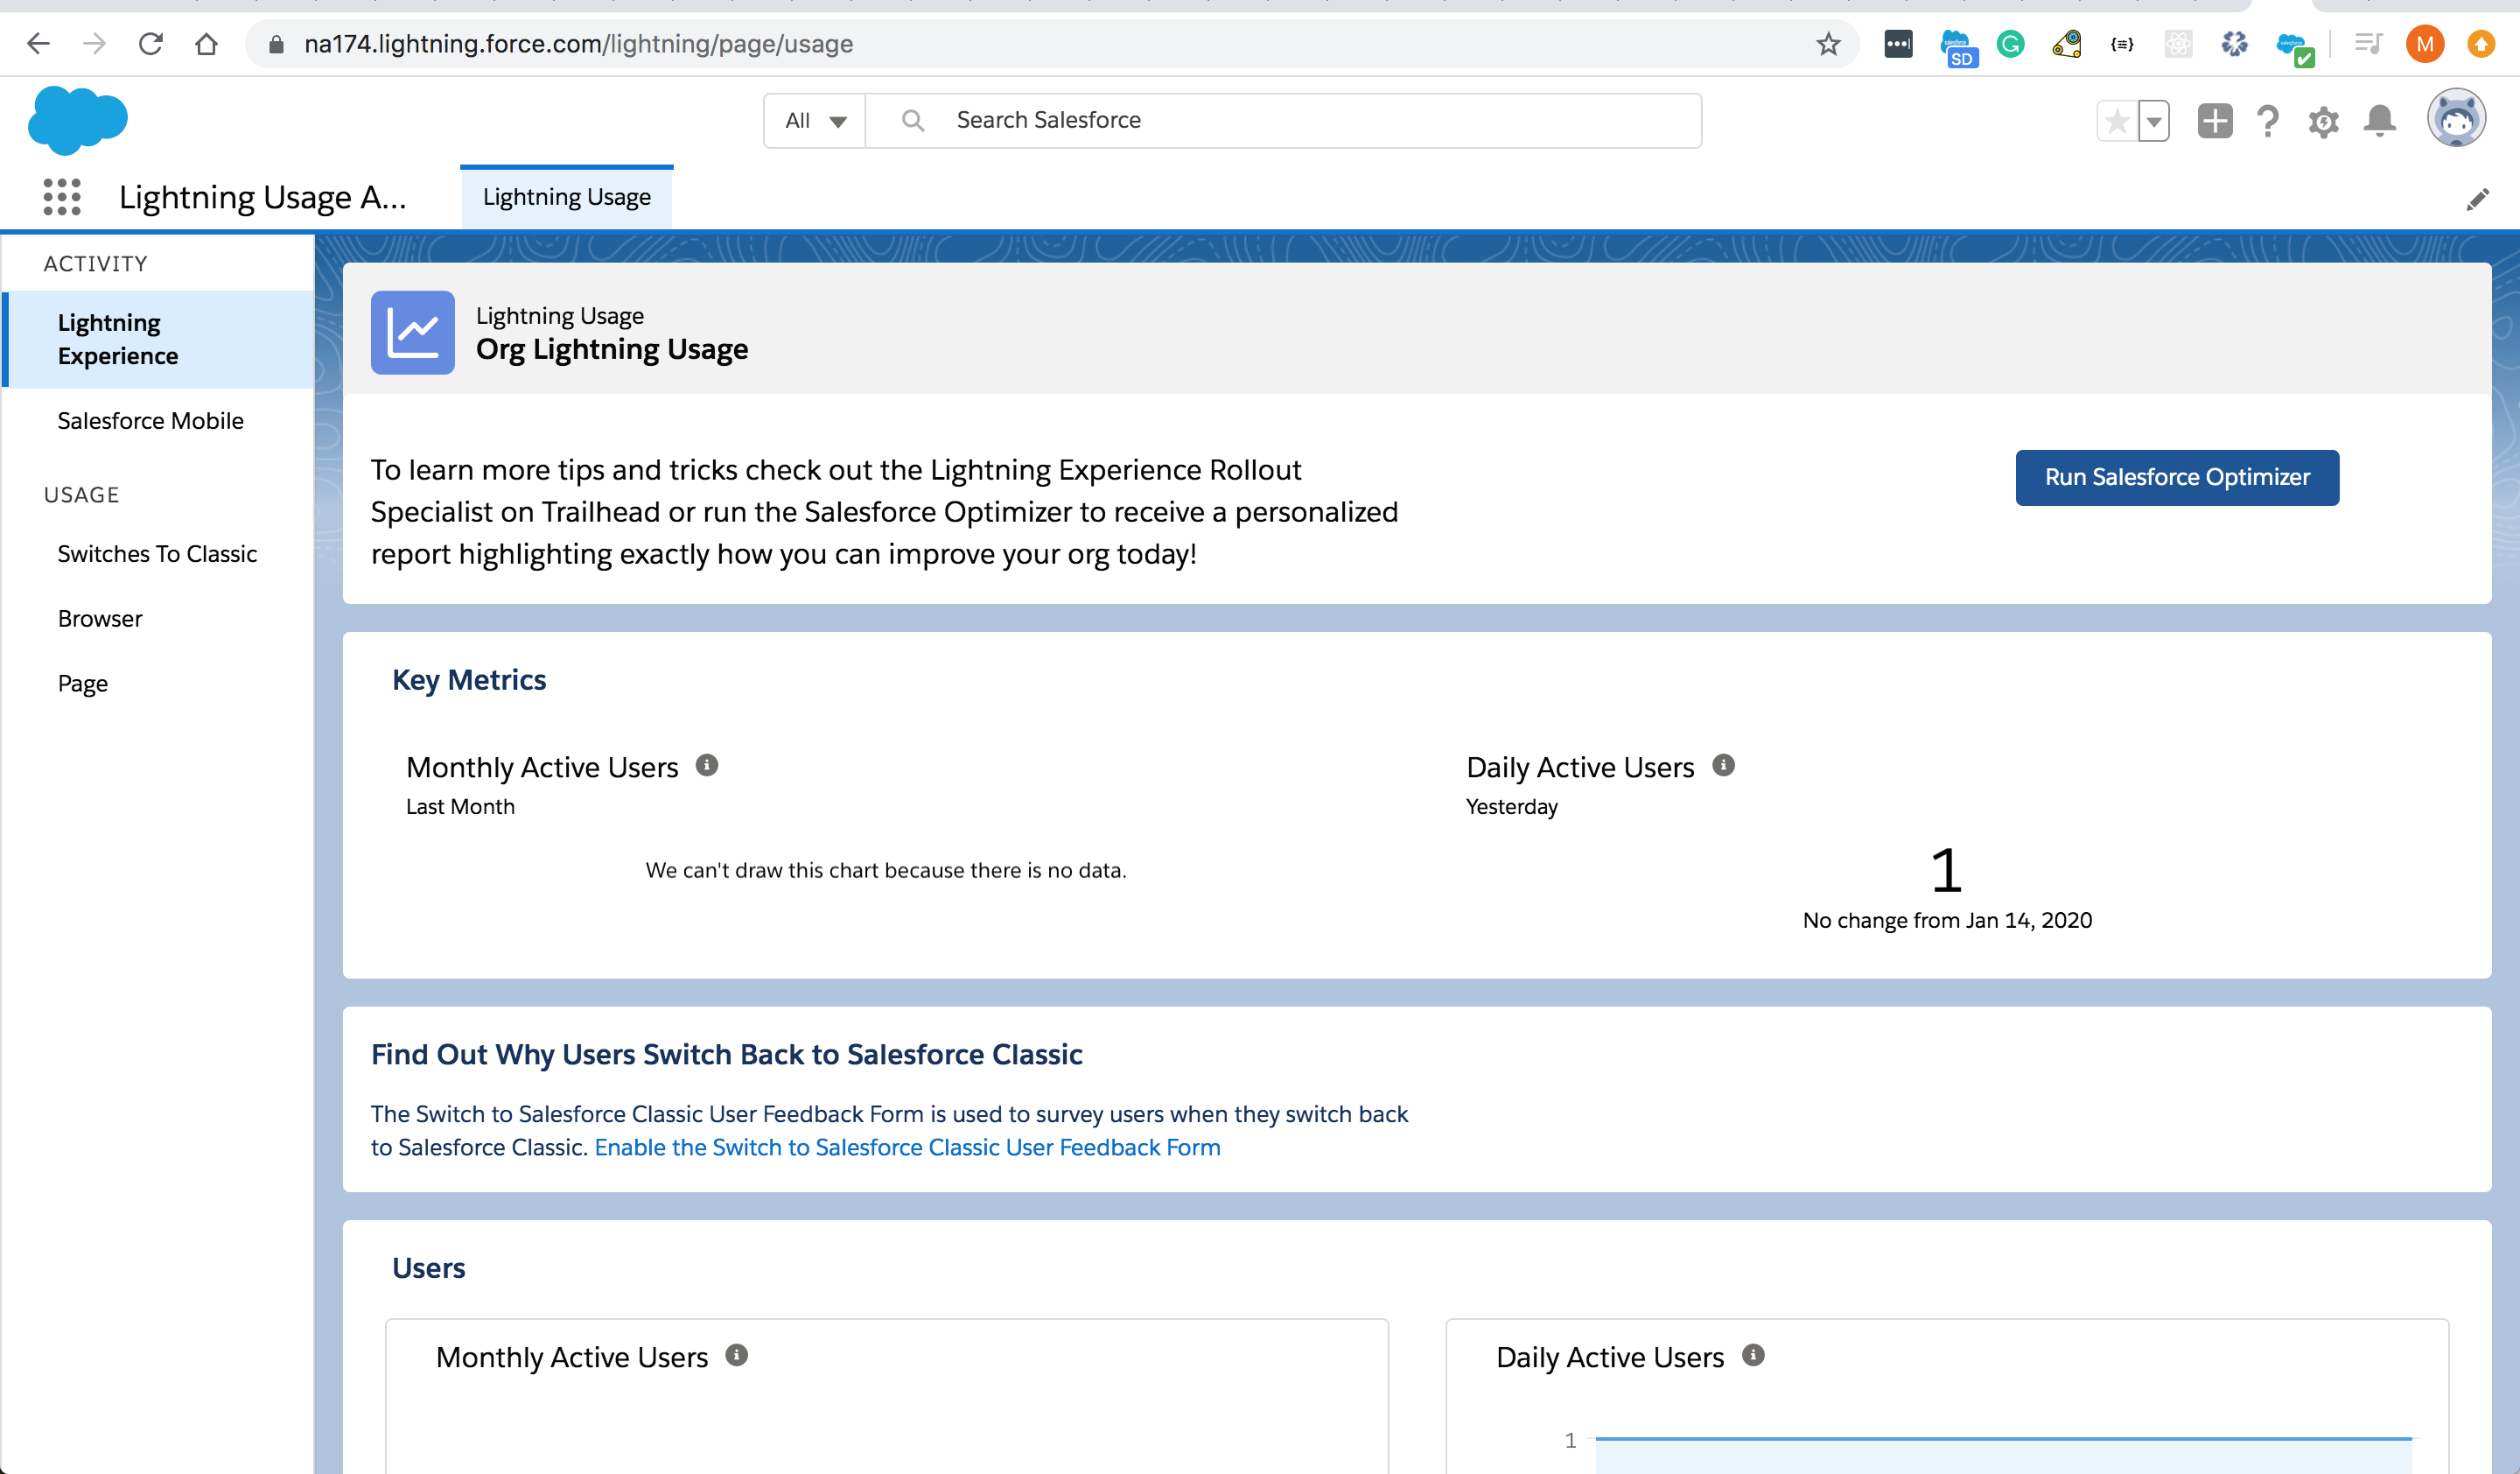 na174.lightning.force.com/lightning/page/usage
SD
G
{≡}
M
All
Search Salesforce
Lightning Usage A...
Lightning Usage
ACTIVITY
Lightning
Experience
Salesforce Mobile
USAGE
Switches To Classic
Browser
Page
Lightning Usage
Org Lightning Usage
To learn more tips and tricks check out the Lightning Experience Rollout
Specialist on Trailhead or run the Salesforce Optimizer to receive a personalized
report highlighting exactly how you can improve your org today!
Run Salesforce Optimizer
Key Metrics
Monthly Active Users
Last Month
We can't draw this chart because there is no data.
Daily Active Users
Yesterday
1
No change from Jan 14, 2020
Find Out Why Users Switch Back to Salesforce Classic
The Switch to Salesforce Classic User Feedback Form is used to survey users when they switch back
to Salesforce Classic. Enable the Switch to Salesforce Classic User Feedback Form
Users
Monthly Active Users
Daily Active Users
1